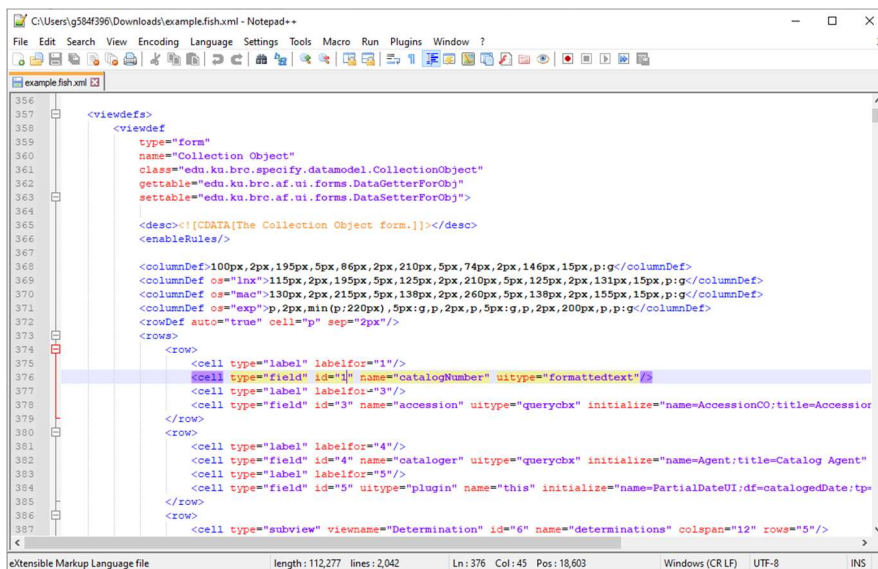 C:\Users\g584f396\Downloads\example.fish.xml - Notepad++
File Edit Search View Encoding Language Settings Tools Macro Run Plugins Window ?
example.fish.xml
356
357 <viewdefs>
358 <viewdef
359 type="form"
360 name="Collection Object"
361 class="edu.ku.brc.specify.datamodel.CollectionObject"
362 gettable="edu.ku.brc.af.ui.forms.DataGetterForObj"
363 settable="edu.ku.brc.af.ui.forms.DataSetterForObj">
364
365 <desc><![CDATA[The Collection Object form.]]></desc>
366 <enableRules/>
367
368 <columnDef>100px,2px,195px,5px,86px,2px,210px,5px,74px,2px,146px,15px,p:g</columnDef>
369 <columnDef os="lnx">115px,2px,195px,5px,125px,2px,210px,5px,125px,2px,131px,15px,p:g</columnDef>
370 <columnDef os="mac">130px,2px,215px,5px,138px,2px,260px,5px,138px,2px,155px,15px,p:g</columnDef>
371 <columnDef os="exp">p,2px,min(p;220px),5px:g,p,2px,p,5px:g,p,2px,200px,p,p:g</columnDef>
372 <rowDef auto="true" cell="p" sep="2px"/>
373 <rows>
374 <row>
375 <cell type="label" labelfor="1"/>
376 <cell type="field" id="1" name="catalogNumber" uitype="formattedtext"/>
377 <cell type="label" labelfor="3"/>
378 <cell type="field" id="3" name="accession" uitype="querycbx" initialize="name=AccessionCO;title=Accession
379 </row>
380 <row>
381 <cell type="label" labelfor="4"/>
382 <cell type="field" id="4" name="cataloger" uitype="querycbx" initialize="name=Agent;title=Catalog Agent"
383 <cell type="label" labelfor="5"/>
384 <cell type="field" id="5" uitype="plugin" name="this" initialize="name=PartialDateUI;df=catalogedDate;tp=
385 </row>
386 <row>
387 <cell type="subview" viewname="Determination" id="6" name="determinations" colspan="12" rows="5"/>
eXtensible Markup Language file length : 112,277 lines : 2,042 Ln : 376 Col : 45 Pos : 18,603 Windows (CR LF) UTF-8 INS